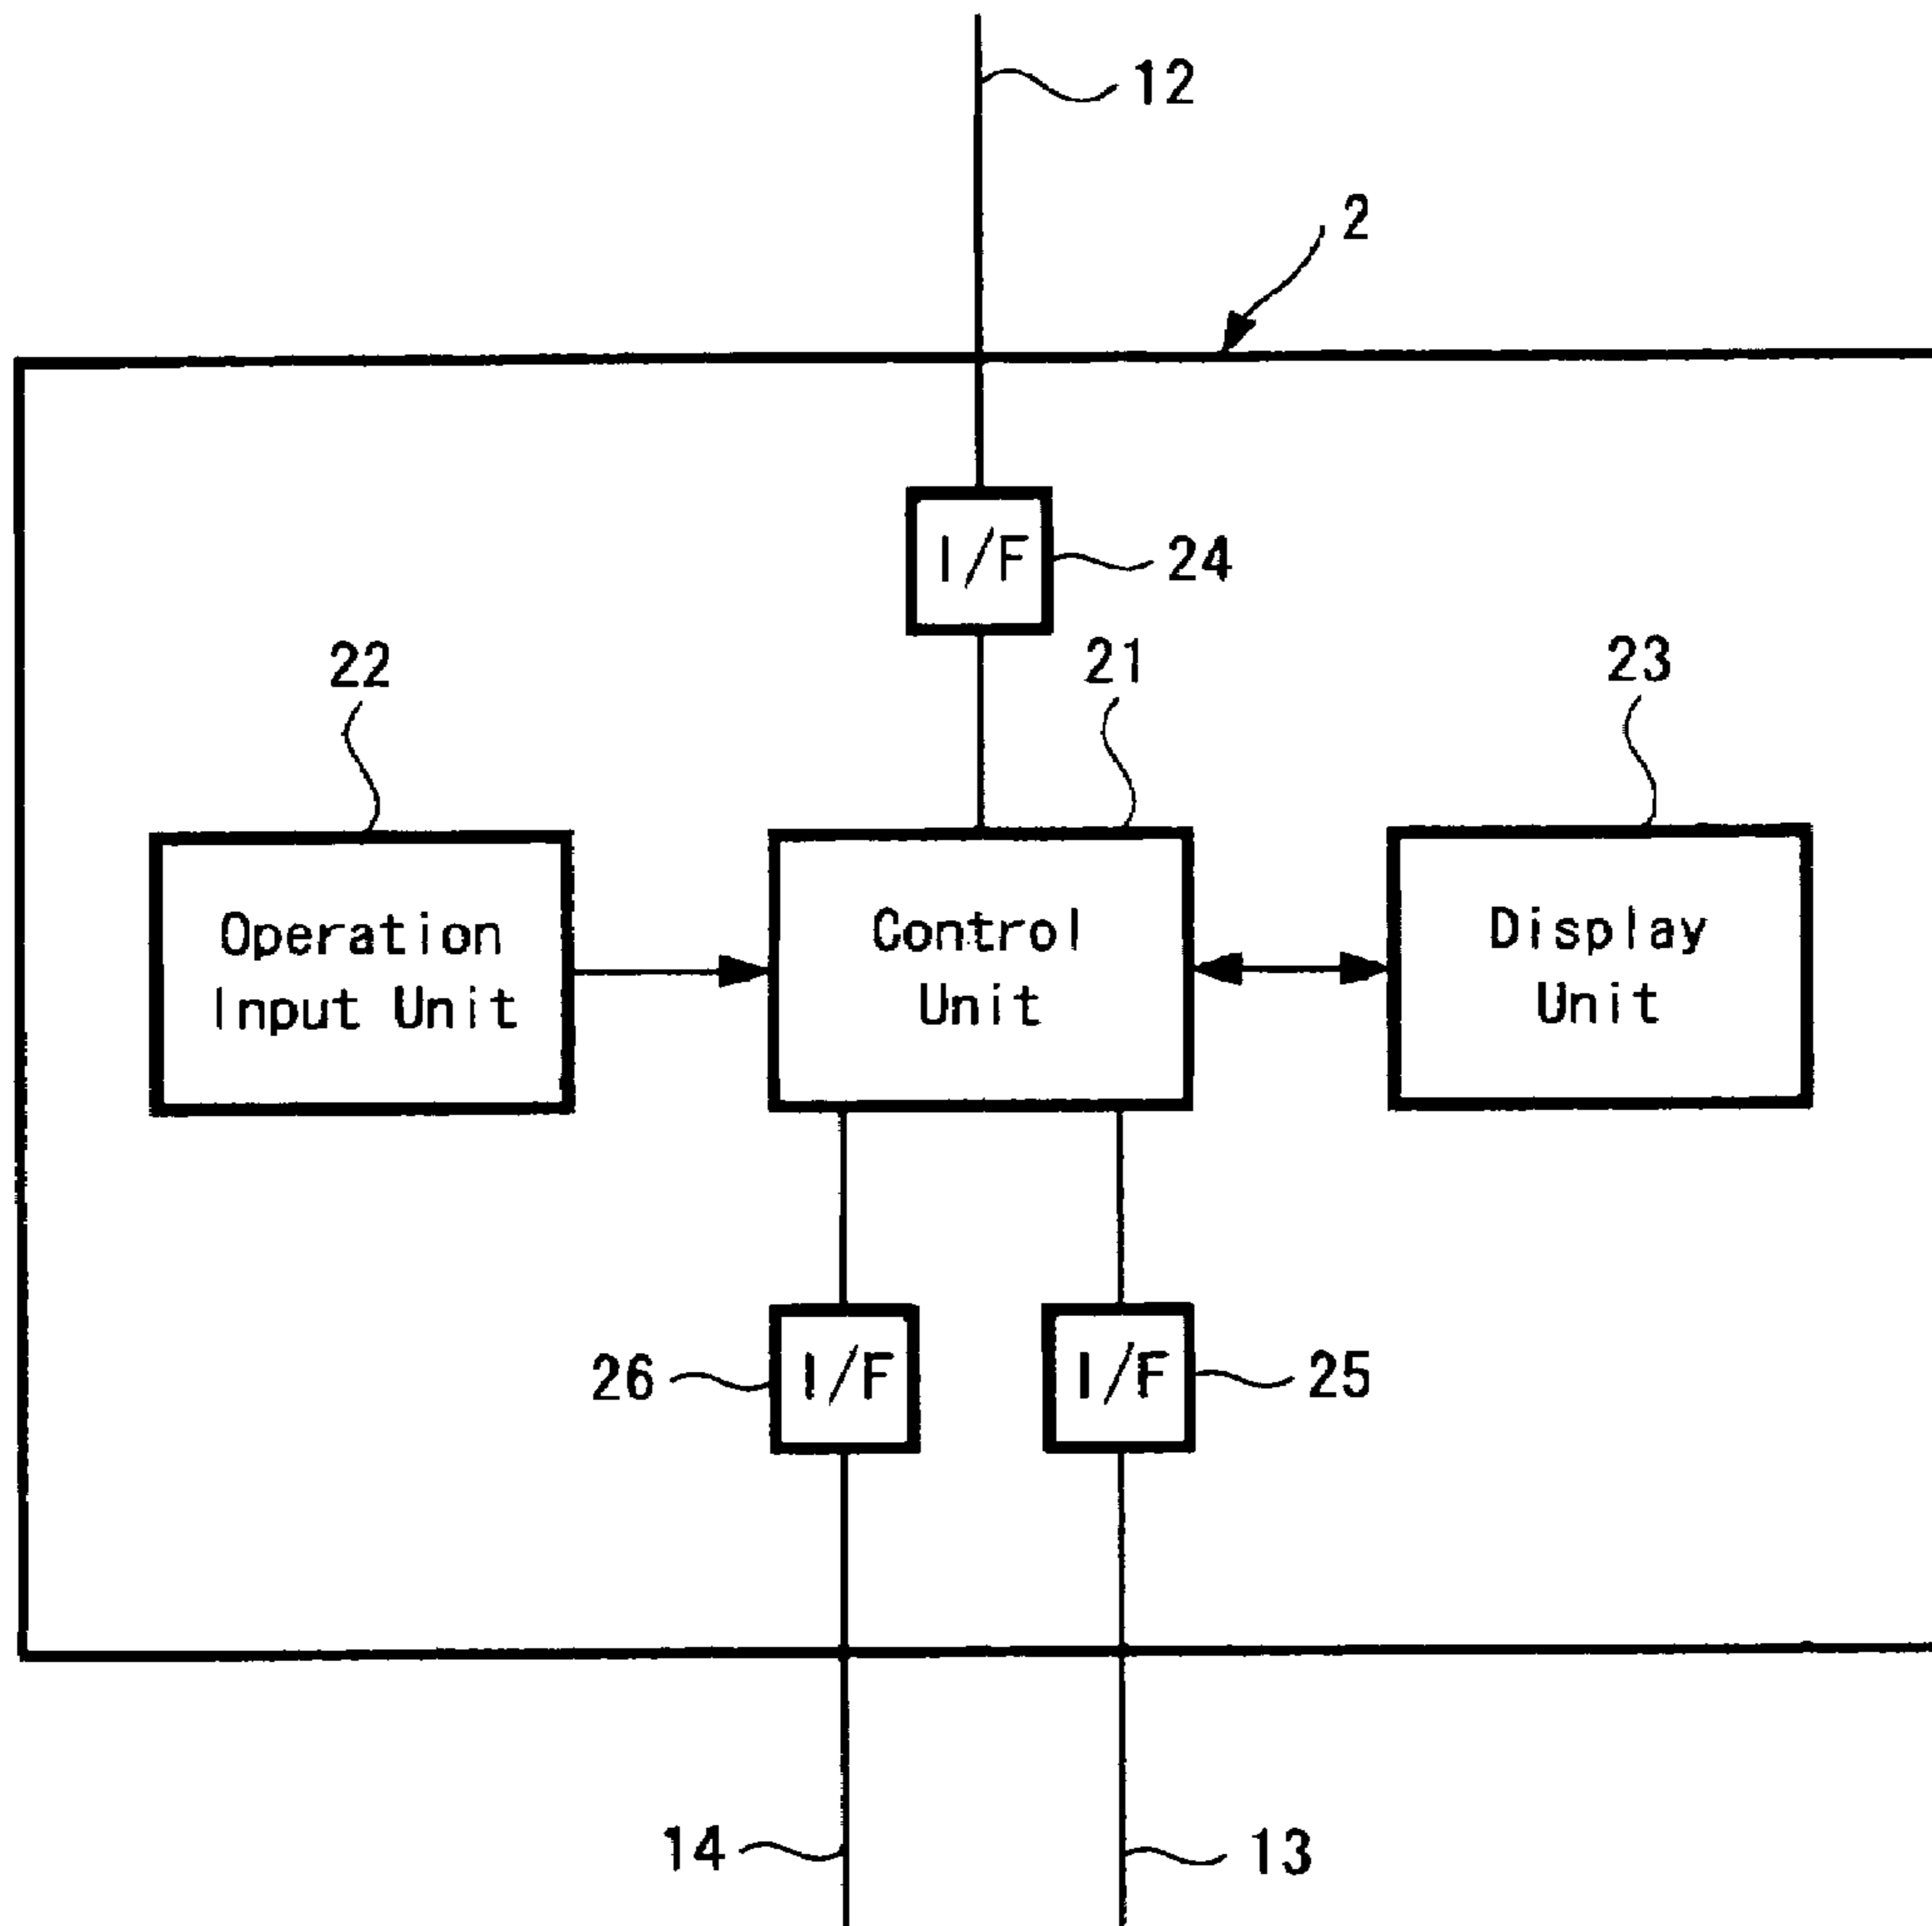 12
2
I/F
24
22
21
23
Operation
Input Unit
Control
Unit
Display
Unit
26
I/F
I/F
25
14
13